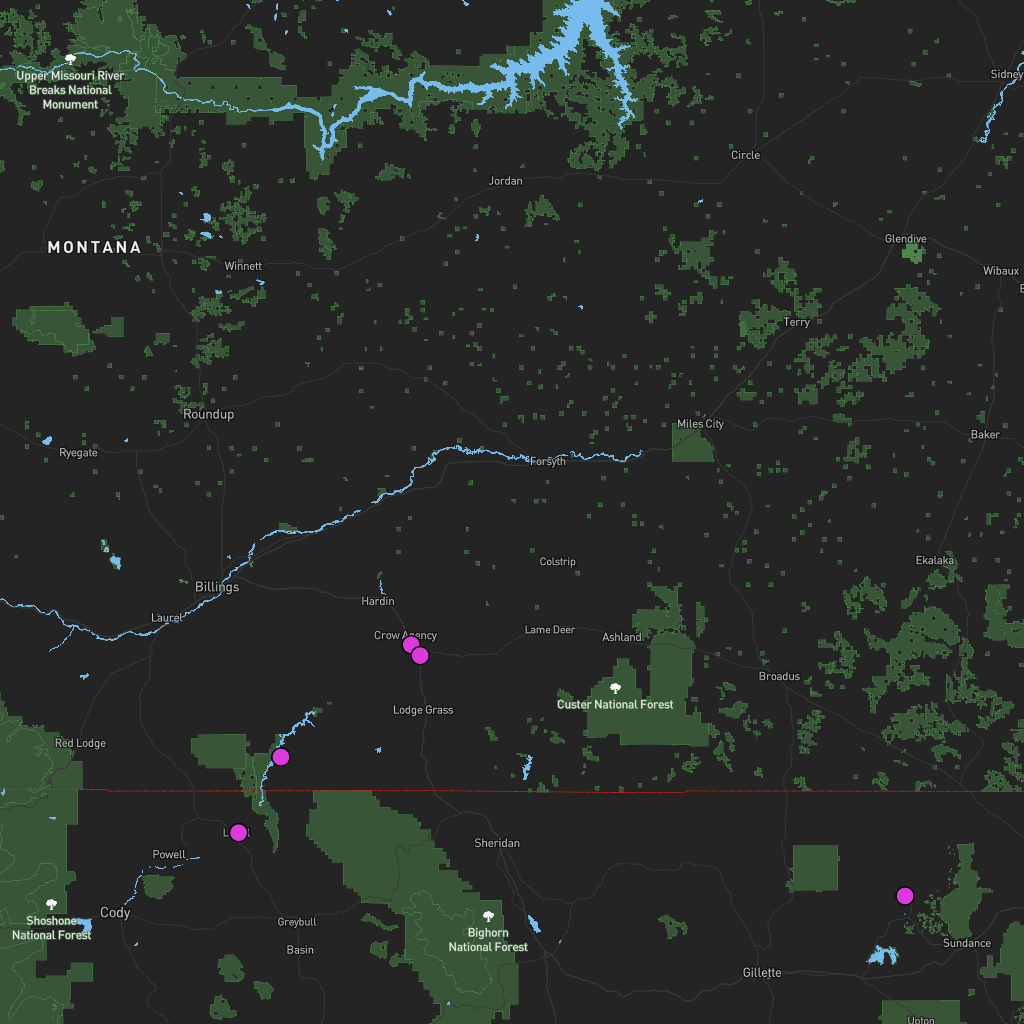 Sidney
Upper Missouri River
Breaks National
Monument
Circle
Jordan
MONTANA
Glendive
Winnett
Wibaux
Terry
Roundup
Miles City
Baker
Ryegate
Forsyth
Colstrip
Ekalaka
Billings
Hardin
Laurel
Lame Deer
Crow Agency
Ashland
Broadus
Custer National Forest
Lodge Grass
Red Lodge
Sheridan
Powell
Cody
Shoshone
National Forest
Greybull
Bighorn
National Forest
Basin
Sundance
Gillette
Upton